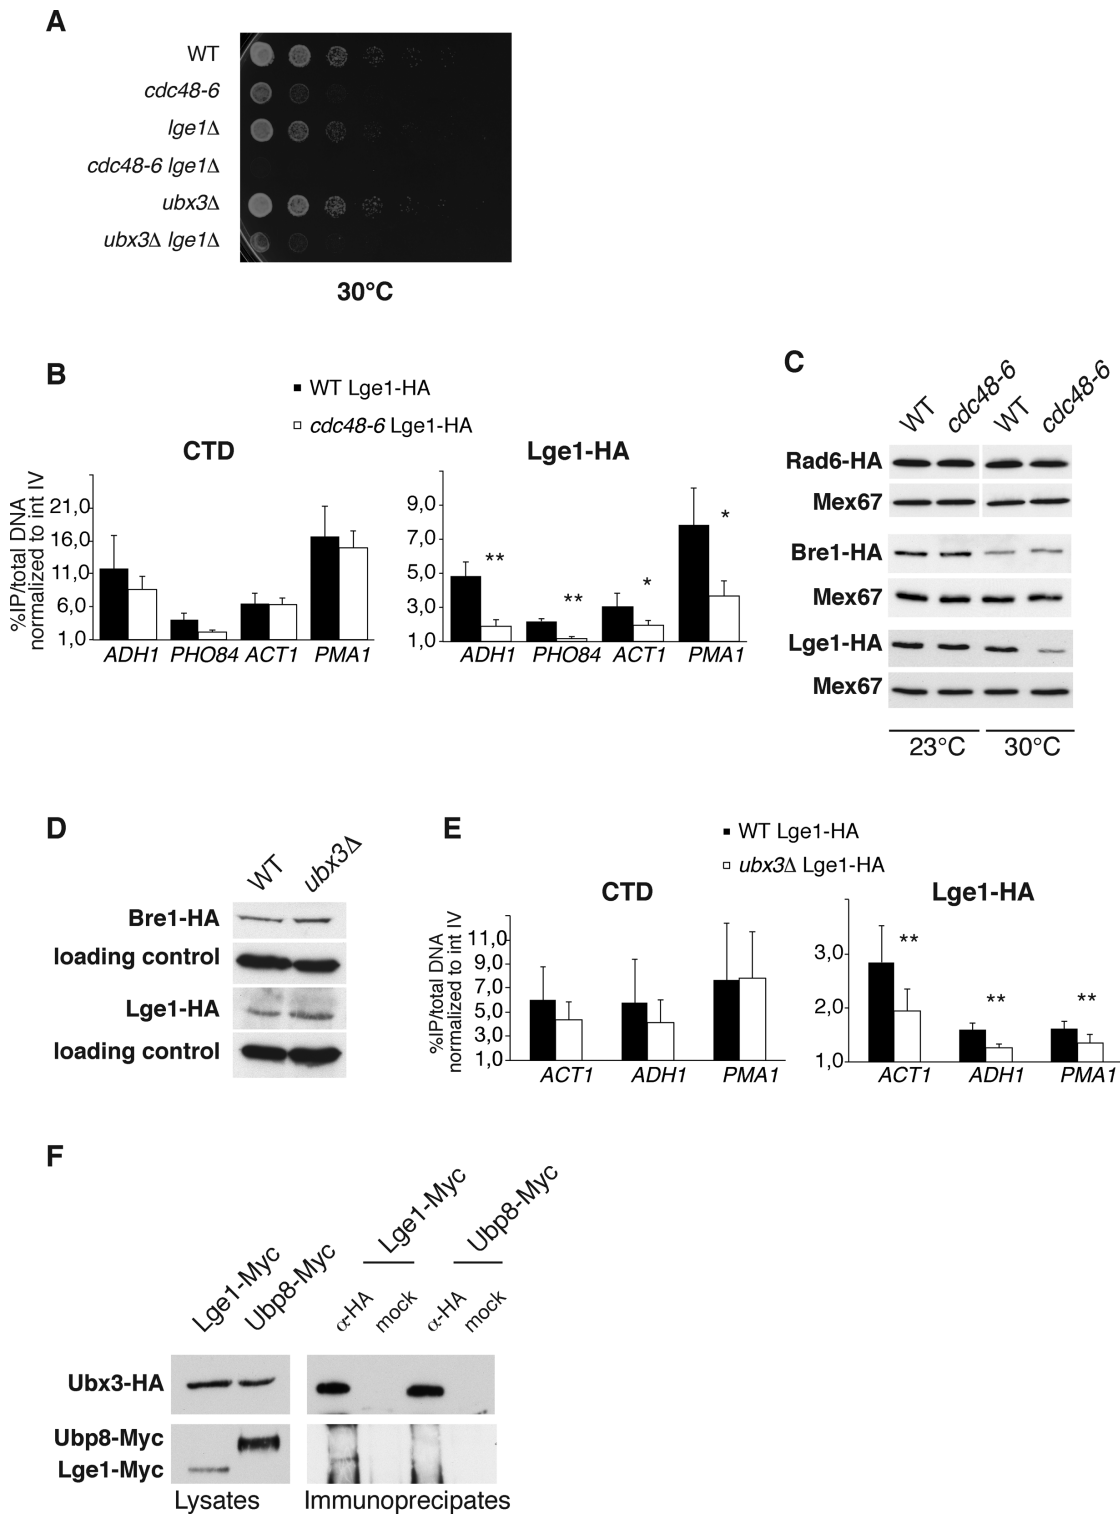 A
WT
cdc48-6
lge1Δ
cdc48-6 lge1Δ
ubx3Δ
ubx3Δ lge1Δ
30°C
B
WT Lge1-HA
cdc48-6 Lge1-HA
CTD
Lge1-HA
%IP/total DNA
normalized to int IV
21,0
16,0
11,0
6,0
1,0
ADH1 PHO84 ACT1 PMA1
9,0
7,0
5,0
3,0
1,0
** ** * *
ADH1 PHO84 ACT1 PMA1
C
WT cdc48-6 WT cdc48-6
Rad6-HA
Mex67
Bre1-HA
Mex67
Lge1-HA
Mex67
23°C 30°C
D
WT ubx3Δ
Bre1-HA
loading control
Lge1-HA
loading control
E
WT Lge1-HA
ubx3Δ Lge1-HA
CTD
Lge1-HA
%IP/total DNA
normalized to int IV
11,0
9,0
7,0
5,0
3,0
1,0
ACT1 ADH1 PMA1
3,0
2,0
1,0
** ** **
ACT1 ADH1 PMA1
F
Lge1-Myc Ubp8-Myc
Lge1-Myc Ubp8-Myc
α-HA mock α-HA mock
Ubx3-HA
Ubp8-Myc
Lge1-Myc
Lysates Immunoprecipates